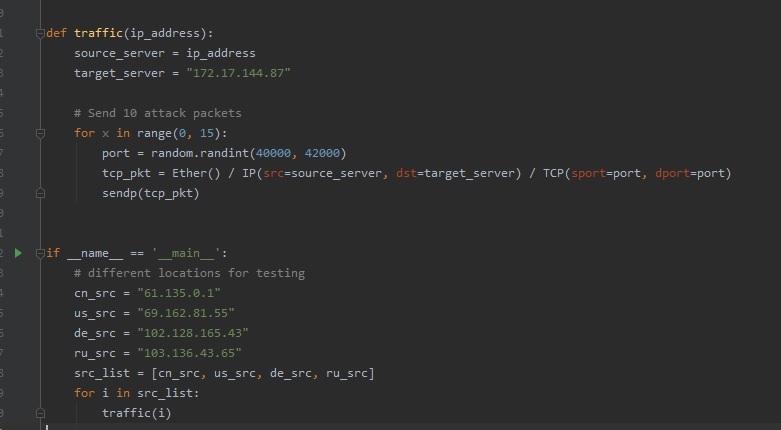 def traffic(ip_address):
    source_server = ip_address
    target_server = "172.17.144.87"
    # Send 10 attack packets
    for x in range(0, 15):
        port = random.randint(40000, 42000)
        tcp_pkt = Ether() / IP(src=source_server, dst=target_server) / TCP(sport=port, dport=port)
        sendp(tcp_pkt)
if __name__ == '__main__':
    # different locations for testing
    cn_src = "61.135.0.1"
    us_src = "69.162.81.55"
    de_src = "102.128.165.43"
    ru_src = "103.136.43.65"
    src_list = [cn_src, us_src, de_src, ru_src]
    for i in src_list:
        traffic(i)